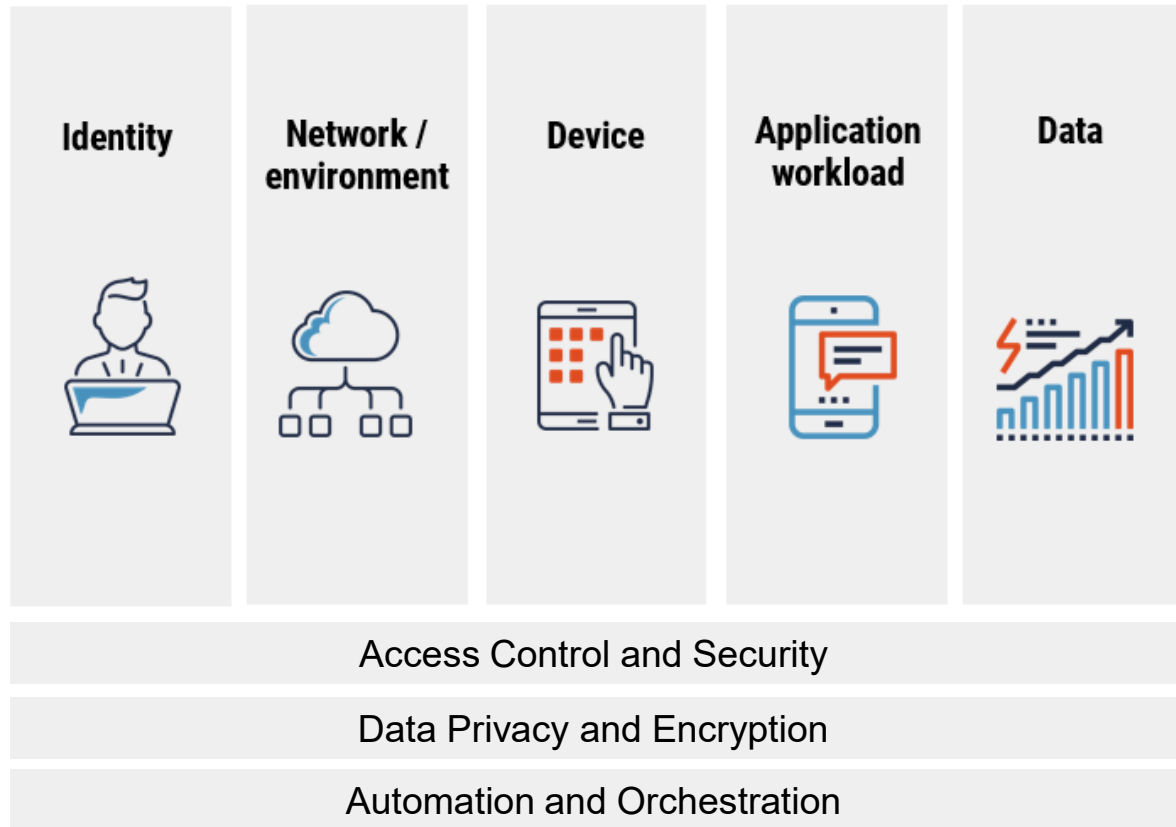 Identity
Network /
environment
Device
Application
workload
Data
Access Control and Security
Data Privacy and Encryption
Automation and Orchestration